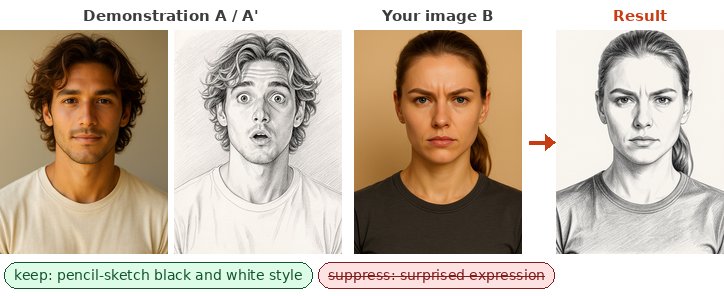 Demonstration A / A'
Your image B
Result
keep: pencil-sketch black and white style
suppress: surprised expression